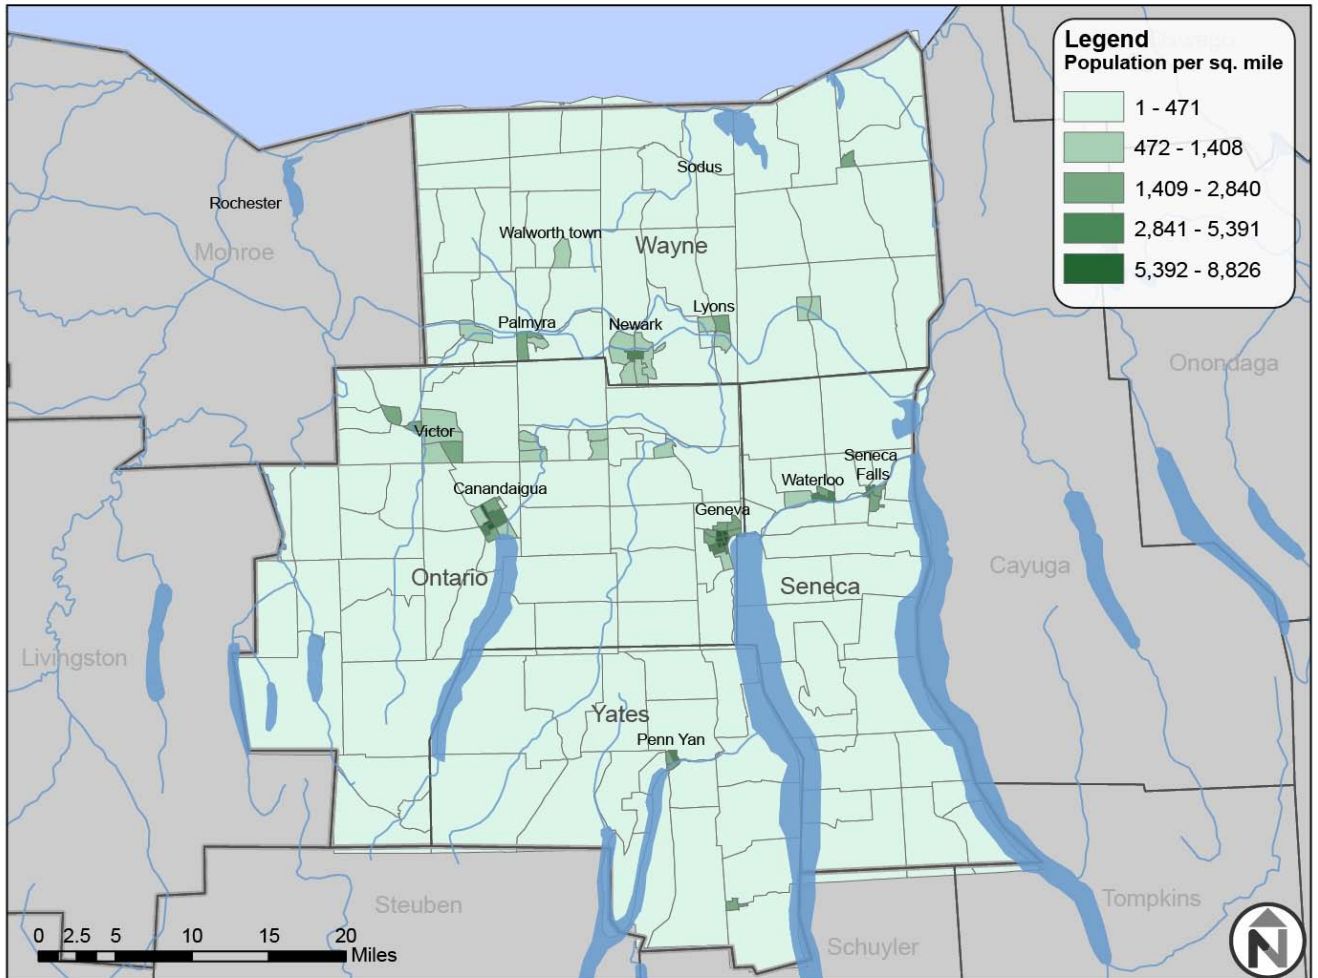 Legend
Population per sq. mile
1 - 471
472 - 1,408
1,409 - 2,840
2,841 - 5,391
5,392 - 8,826
Sodus
Rochester
Monroe
Walworth town
Wayne
Lyons
Palmyra
Newark
Onondaga
Victor
Seneca
Falls
Waterloo
Canandaigua
Geneva
Cayuga
Ontario
Seneca
Livingston
Yates
Penn Yan
Steuben
Tompkins
Schuyler
0 2.5 5 10 15 20
Miles
N